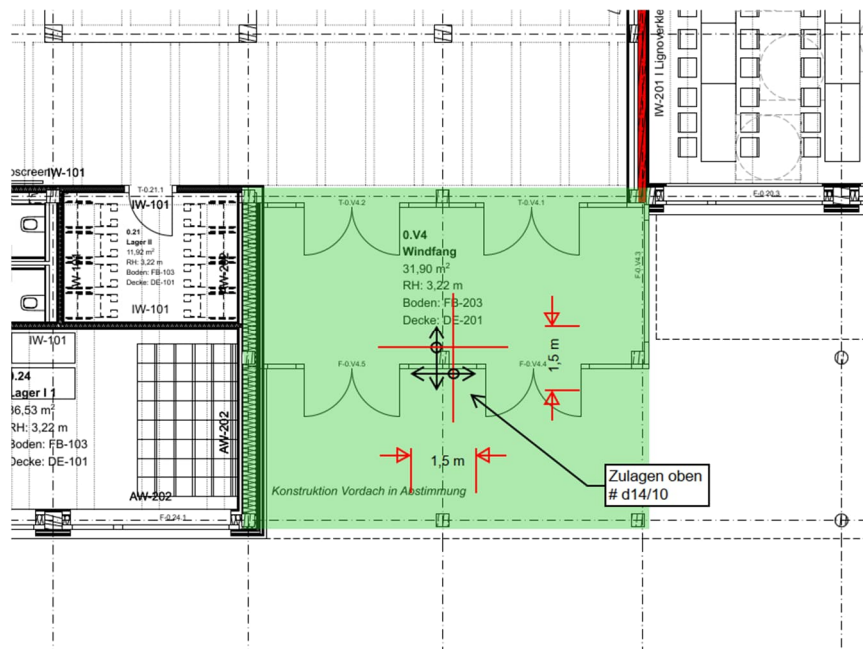 IW-201 I Lignoverkle
oscreen
IW-101
T-0.21.1
IW-101
T-0.V4.2
T-0.V4.1
F-0.20.3
0.21
Lager II
11,92 m²
RH: 3,22 m
Boden: FB-103
Decke: DE-101
IW-101
0.V4
Windfang
31,90 m²
RH: 3,22 m
Boden: FB-203
Decke: DE-201
F-0.V4.3
IW-101
F-0.V4.5
F-0.V4.4
1,5 m
0.24
Lager I 1
36,53 m²
RH: 3,22 m
Boden: FB-103
Decke: DE-101
AW-202
AW-202
1,5 m
Konstruktion Vordach in Abstimmung
Zulagen oben
# d14/10
F-0.24.1